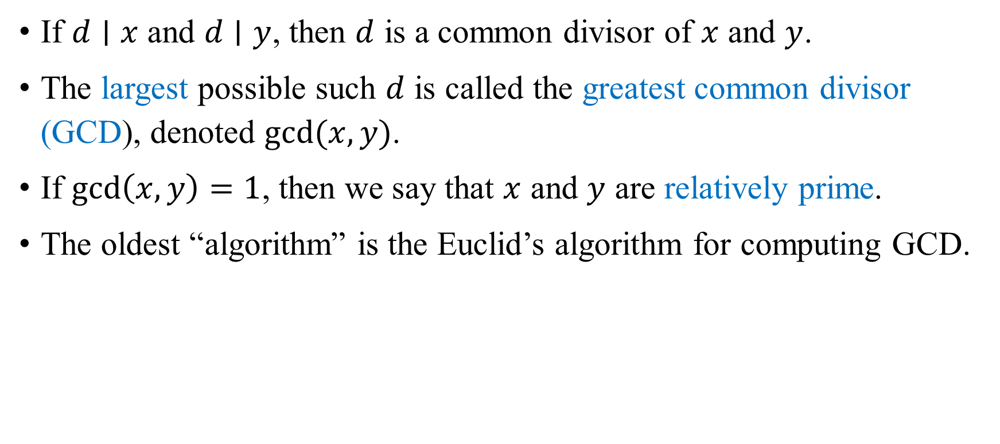 • If d | x and d | y, then d is a common divisor of x and y.
• The largest possible such d is called the greatest common divisor
(GCD), denoted gcd(x, y).
• If gcd(x, y) = 1, then we say that x and y are relatively prime.
• The oldest “algorithm” is the Euclid’s algorithm for computing GCD.